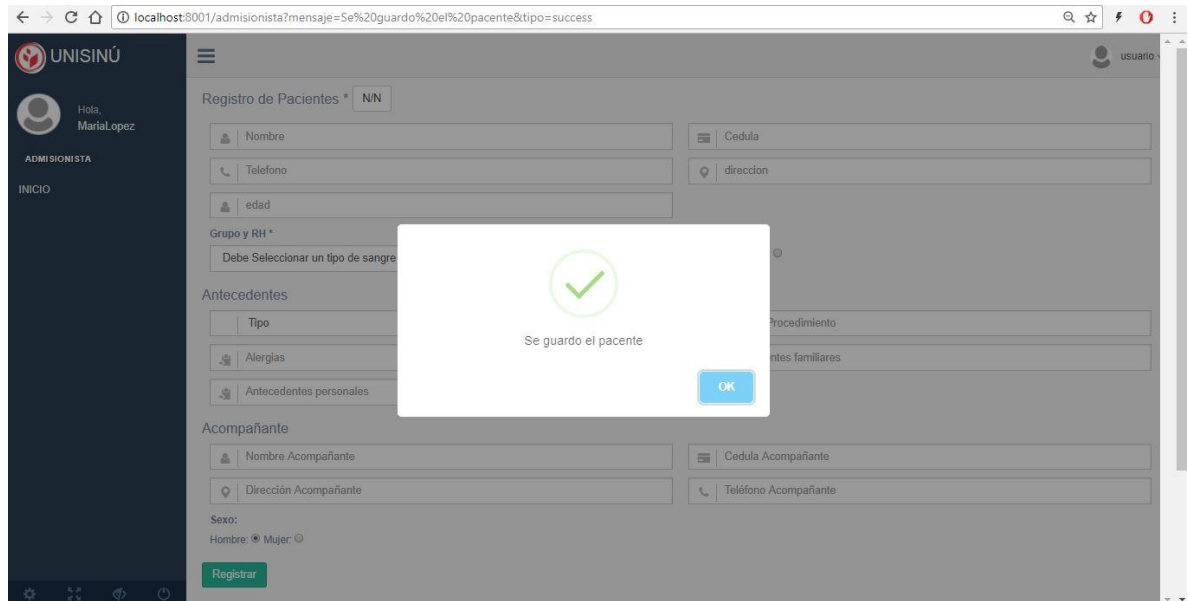 localhost:8001/admisionista?mensaje=Se%20guardo%20el%20pacente&tipo=success
UNISINÚ
usuario
Hola,
MariaLopez
ADMISIONISTA
INICIO
Registro de Pacientes * N/N
Nombre
Cedula
Telefono
direccion
edad
Grupo y RH *
Debe Seleccionar un tipo de sangre
Antecedentes
Tipo
Procedimiento
Alergias
ntes familiares
Antecedentes personales
Se guardo el pacente
OK
Acompañante
Nombre Acompañante
Cedula Acompañante
Dirección Acompañante
Teléfono Acompañante
Sexo:
Hombre: Mujer:
Registrar